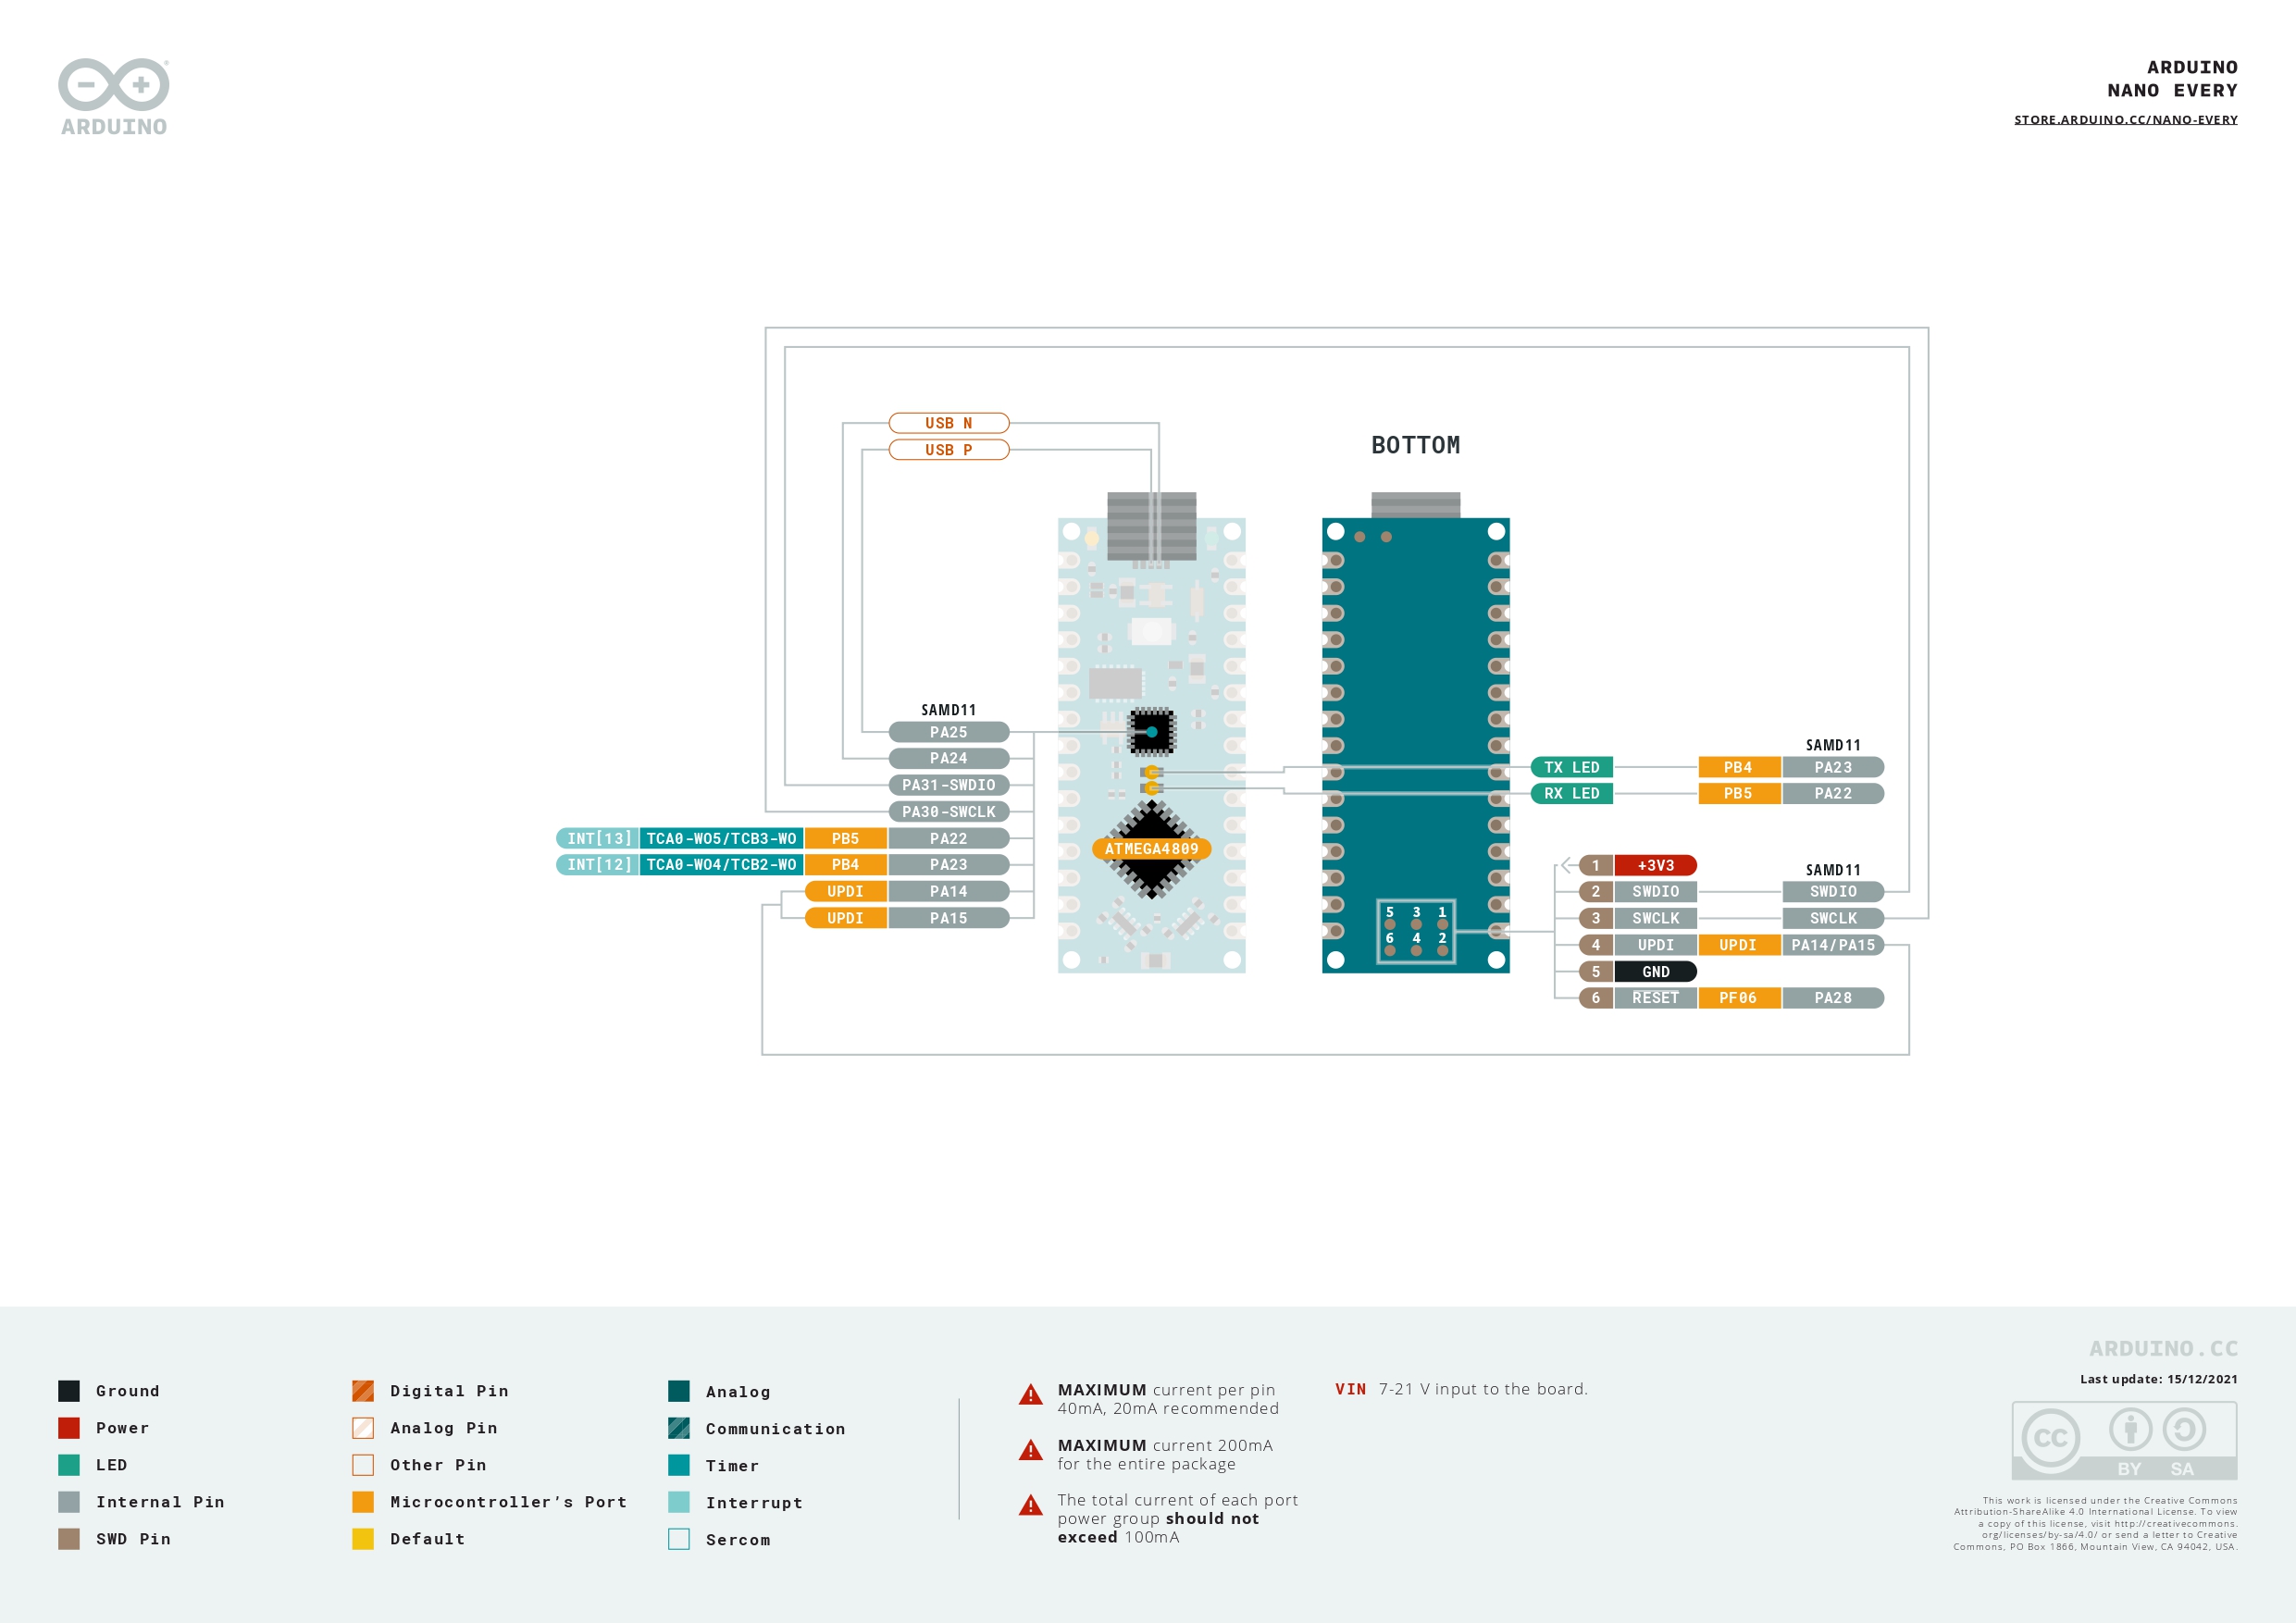 ARDUINO
ARDUINO
NANO EVERY
STORE.ARDUINO.CC/NANO-EVERY
USB N
USB P
BOTTOM
SAMD11
PA25
PA24
PA31-SWDIO
PA30-SWCLK
INT[13] TCA0-WO5/TCB3-WO PB5 PA22
INT[12] TCA0-WO4/TCB2-WO PB4 PA23
UPDI PA14
UPDI PA15
ATMEGA4809
5 3 1
6 4 2
SAMD11
TX LED PB4 PA23
RX LED PB5 PA22
1 +3V3
SAMD11
2 SWDIO SWDIO
3 SWCLK SWCLK
4 UPDI UPDI PA14/PA15
5 GND
6 RESET PF06 PA28
Ground
Power
LED
Internal Pin
SWD Pin
Digital Pin
Analog Pin
Other Pin
Microcontroller's Port
Default
Analog
Communication
Timer
Interrupt
Sercom
MAXIMUM current per pin
40mA, 20mA recommended
MAXIMUM current 200mA
for the entire package
The total current of each port
power group should not
exceed 100mA
VIN 7-21 V input to the board.
ARDUINO.CC
Last update: 15/12/2021
CC
BY SA
This work is licensed under the Creative Commons
Attribution-ShareAlike 4.0 International License. To view
a copy of this license, visit http://creativecommons.
org/licenses/by-sa/4.0/ or send a letter to Creative
Commons, PO Box 1866, Mountain View, CA 94042, USA.